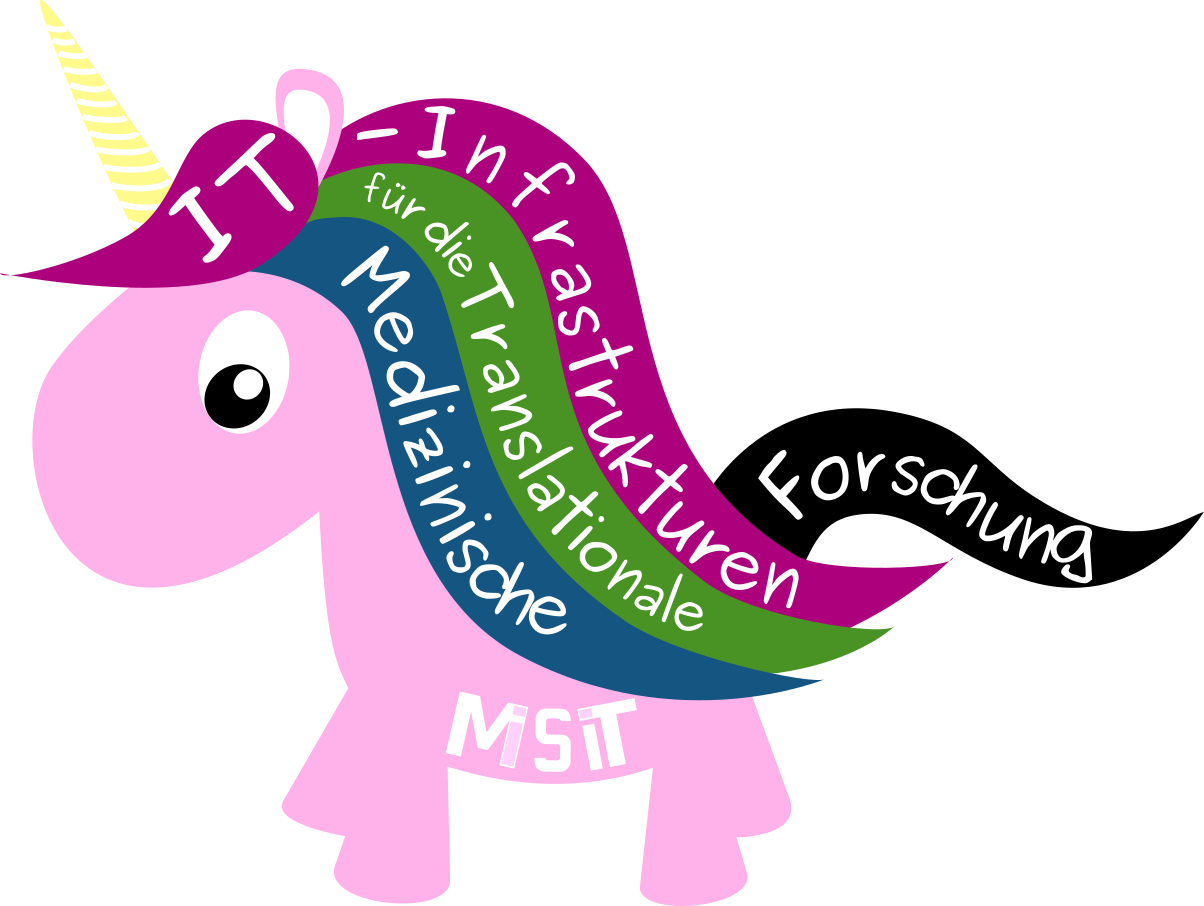 IT-Infrastrukturen
für die Translationale
Medizinische
Forschung
MiSiT